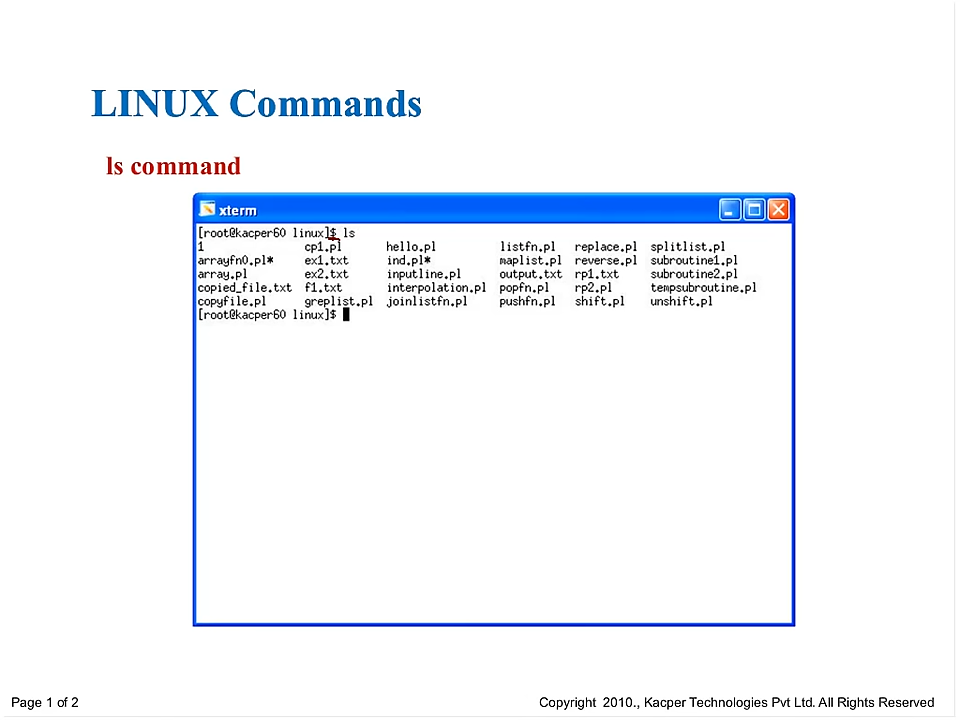 LINUX Commands
ls command
xterm
[root@kacper60 linux]$ ls
1 cp1.pl hello.pl listfn.pl replace.pl splitlist.pl
arrayfn0.pl* ex1.txt ind.pl* maplist.pl reverse.pl subroutine1.pl
array.pl ex2.txt inputline.pl output.txt rp1.txt subroutine2.pl
copied_file.txt f1.txt interpolation.pl popfn.pl rp2.pl tempsubroutine.pl
copyfile.pl greplist.pl joinlistfn.pl pushfn.pl shift.pl unshift.pl
[root@kacper60 linux]$
Page 1 of 2
Copyright 2010., Kacper Technologies Pvt Ltd. All Rights Reserved